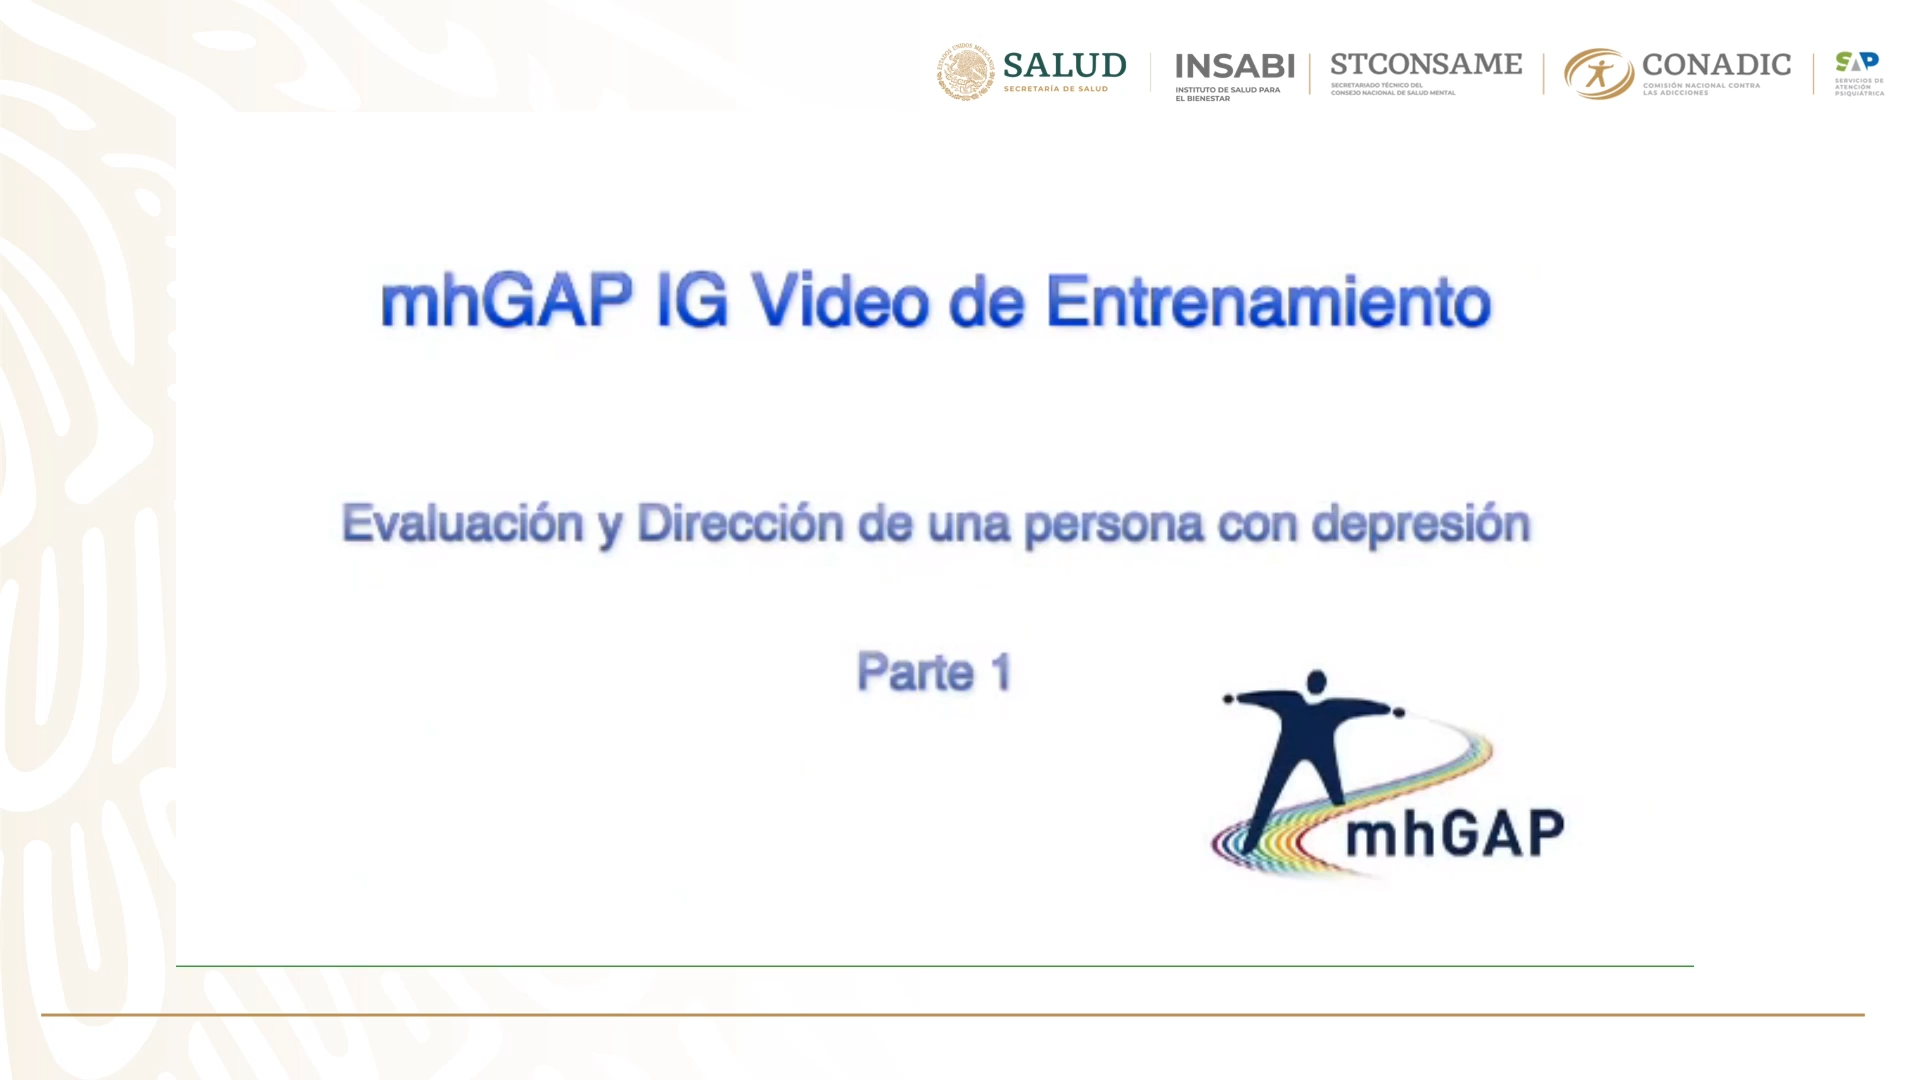 SALUD
SECRETARÍA DE SALUD
INSABI
INSTITUTO DE SALUD PARA
EL BIENESTAR
STCONSAME
SECRETARIADO TÉCNICO DEL
CONSEJO NACIONAL DE SALUD MENTAL
CONADIC
COMISIÓN NACIONAL CONTRA
LAS ADICCIONES
SAP
SERVICIOS DE
ATENCIÓN
PSIQUIÁTRICA
mhGAP IG Video de Entrenamiento
Evaluación y Dirección de una persona con depresión
Parte 1
mhGAP